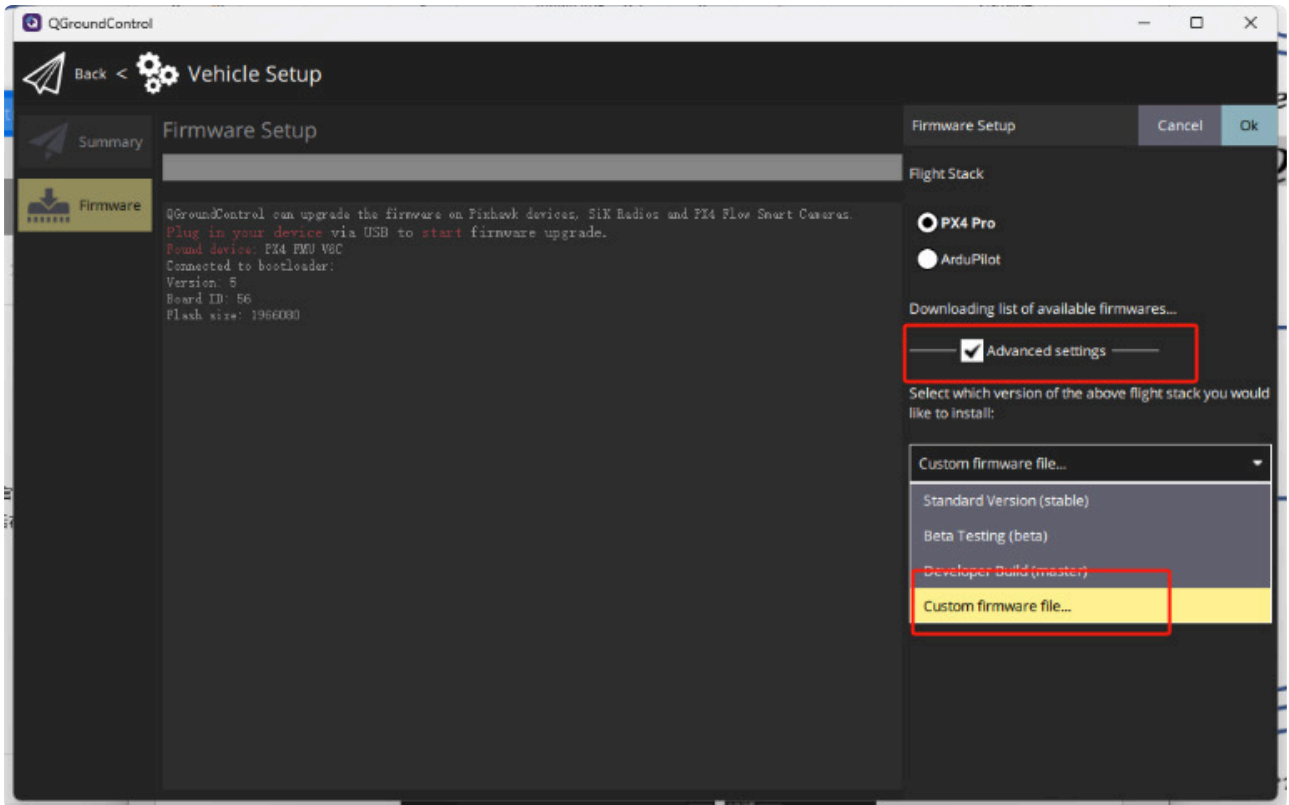 QGroundControl
Back < Vehicle Setup
Summary
Firmware
Firmware Setup
QGroundControl can upgrade the firmware on Pixhawk devices, SiK Radios and PX4 Flow Smart Cameras.
Plug in your device via USB to start firmware upgrade.
Found device: PX4 FMU V6C
Connected to bootloader:
Version: 5
Board ID: 56
Flash size: 1966080
Firmware Setup
Cancel
Ok
Flight Stack
PX4 Pro
ArduPilot
Downloading list of available firmwares...
Advanced settings
Select which version of the above flight stack you would
like to install:
Custom firmware file...
Standard Version (stable)
Beta Testing (beta)
Developer Build (master)
Custom firmware file...